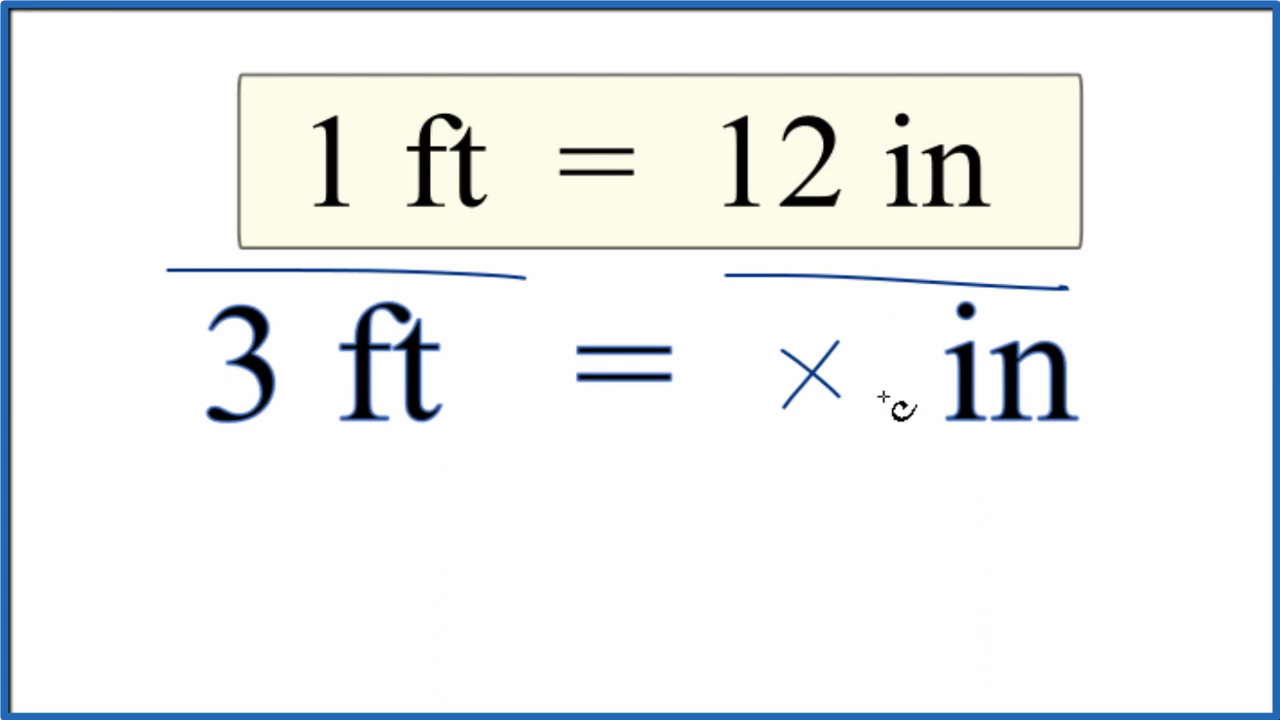 1 ft = 12 in
3 ft = × in